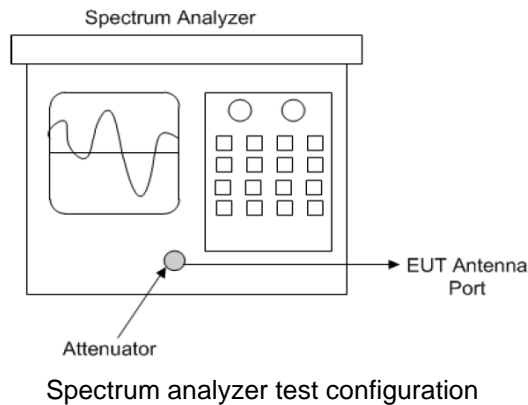 Spectrum Analyzer
EUT Antenna
Port
Attenuator
Spectrum analyzer test configuration